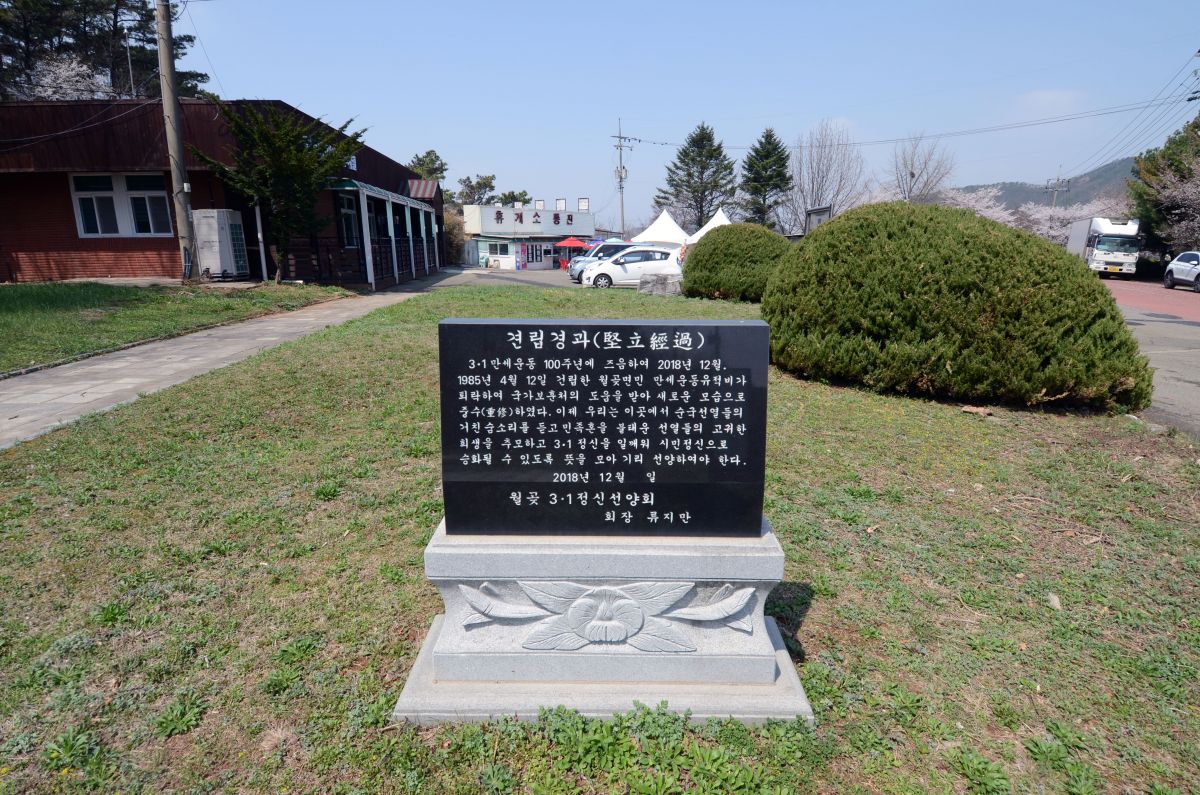 휴게소통진
견립경과(堅立經過)
3·1만세운동 100주년에 즈음하여 2018년 12월.
1985년 4월 12일 건립한 월곶면민 만세운동유적비가
퇴락하여 국가보훈처의 도움을 받아 새로운 모습으로
중수(重修)하였다. 이제 우리는 이곳에서 순국선열들의
거친숨소리를 듣고 민족혼을 불태운 선열들의 고귀한
희생을 추모하고 3·1정신을 일깨워 시민정신으로
승화될 수 있도록 뜻을 모아 기리 선양하여야 한다.
2018년 12월 일
월곶 3·1정신선양회
회장 류지만